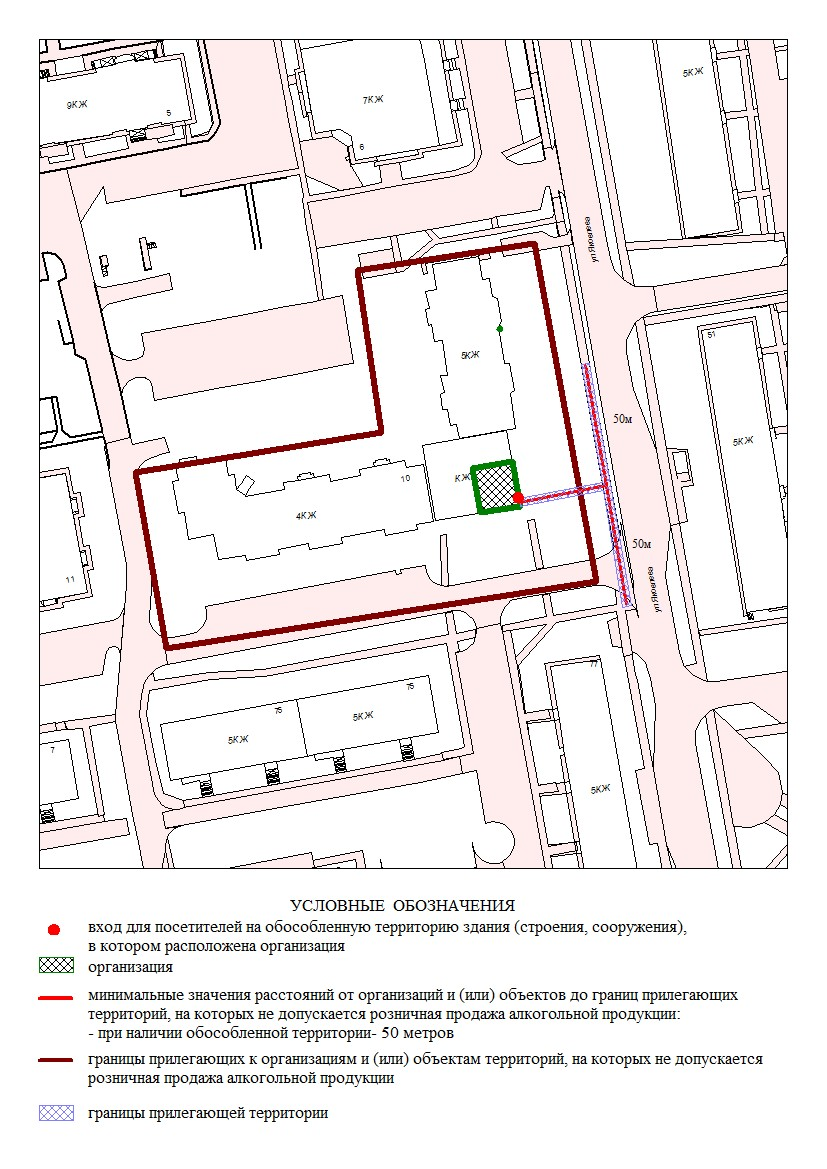 9КЖ
5
7КЖ
6
5КЖ
ул.Яковлева
51
5КЖ
5КЖ
50м
10
КЖ
4КЖ
50м
ул.Яковлева
11
77
75
75
5КЖ
5КЖ
7
5КЖ
УСЛОВНЫЕ ОБОЗНАЧЕНИЯ
вход для посетителей на обособленную территорию здания (строения, сооружения),
в котором расположена организация
организация
минимальные значения расстояний от организаций и (или) объектов до границ прилегающих
территорий, на которых не допускается розничная продажа алкогольной продукции:
- при наличии обособленной территории- 50 метров
границы прилегающих к организациям и (или) объектам территорий, на которых не допускается
розничная продажа алкогольной продукции
границы прилегающей территории